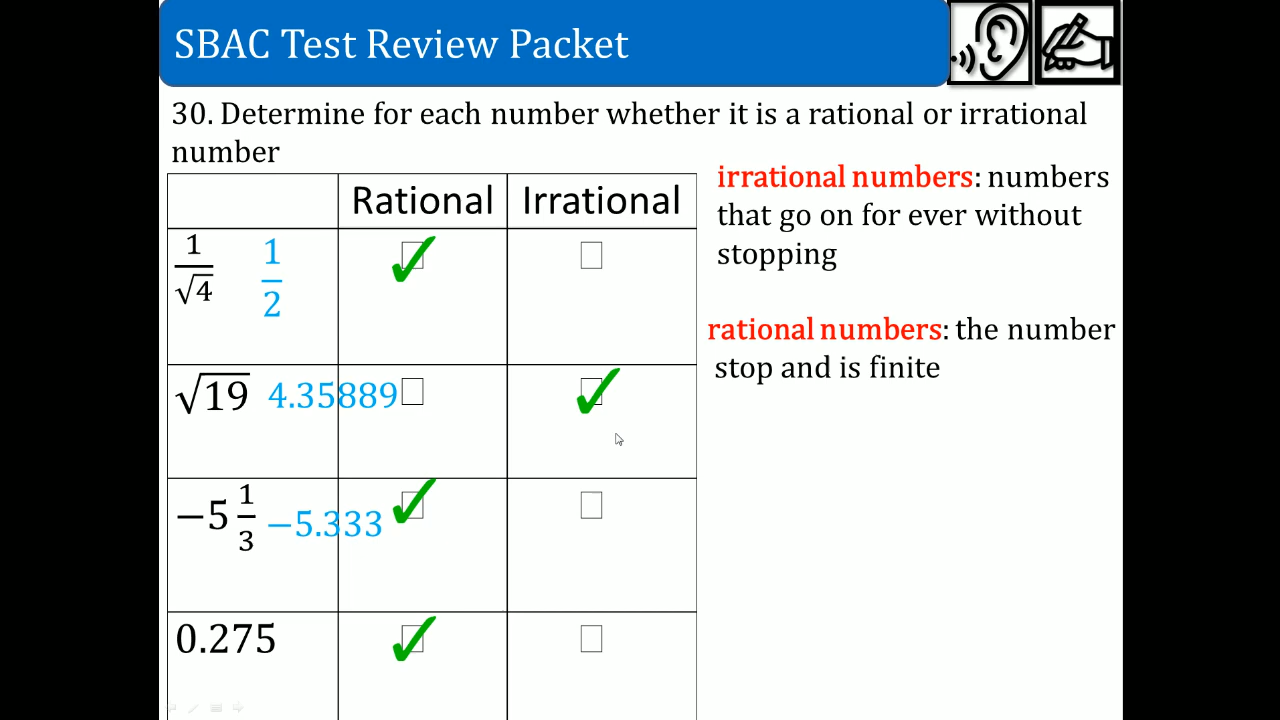 SBAC Test Review Packet
30. Determine for each number whether it is a rational or irrational
number
Rational Irrational
1/√4 1/2
√19 4.35889
−5 1/3 −5.333
0.275
irrational numbers: numbers
that go on for ever without
stopping
rational numbers: the number
stop and is finite